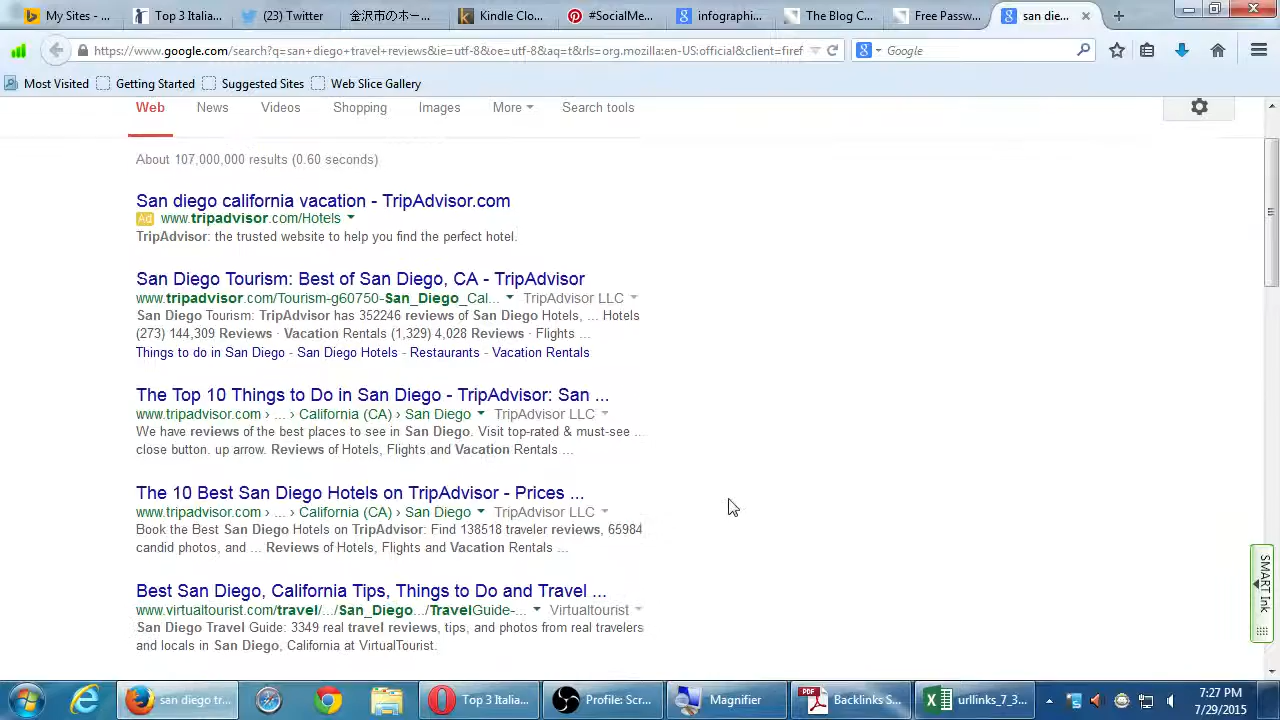 My Sites - ...
Top 3 Italia...
(23) Twitter
金沢市のホー...
Kindle Clo...
#SocialMe...
infographi...
The Blog C...
Free Passw...
san die...
https://www.google.com/search?q=san+diego+travel+reviews&ie=utf-8&oe=utf-8&aq=t&rls=org.mozilla:en-US:official&client=firef
Google
Most Visited
Getting Started
Suggested Sites
Web Slice Gallery
Web
News
Videos
Shopping
Images
More
Search tools
About 107,000,000 results (0.60 seconds)
San diego california vacation - TripAdvisor.com
Ad www.tripadvisor.com/Hotels
TripAdvisor: the trusted website to help you find the perfect hotel.
San Diego Tourism: Best of San Diego, CA - TripAdvisor
www.tripadvisor.com/Tourism-g60750-San_Diego_Cal... TripAdvisor LLC
San Diego Tourism: TripAdvisor has 352246 reviews of San Diego Hotels, ... Hotels
(273) 144,309 Reviews · Vacation Rentals (1,329) 4,028 Reviews · Flights ...
Things to do in San Diego - San Diego Hotels - Restaurants - Vacation Rentals
The Top 10 Things to Do in San Diego - TripAdvisor: San ...
www.tripadvisor.com › ... › California (CA) › San Diego TripAdvisor LLC
We have reviews of the best places to see in San Diego. Visit top-rated & must-see ...
close button. up arrow. Reviews of Hotels, Flights and Vacation Rentals ...
The 10 Best San Diego Hotels on TripAdvisor - Prices ...
www.tripadvisor.com › ... › California (CA) › San Diego TripAdvisor LLC
Book the Best San Diego Hotels on TripAdvisor: Find 138518 traveler reviews, 65984
candid photos, and ... Reviews of Hotels, Flights and Vacation Rentals ...
Best San Diego, California Tips, Things to Do and Travel ...
www.virtualtourist.com/travel/.../San_Diego.../TravelGuide-... Virtualtourist
San Diego Travel Guide: 3349 real travel reviews, tips, and photos from real travelers
and locals in San Diego, California at VirtualTourist.
SMART Ink
san diego tr...
Top 3 Italia...
Profile: Scr...
Magnifier
PDF
Backlinks S...
urllinks_7_3...
7:27 PM
7/29/2015